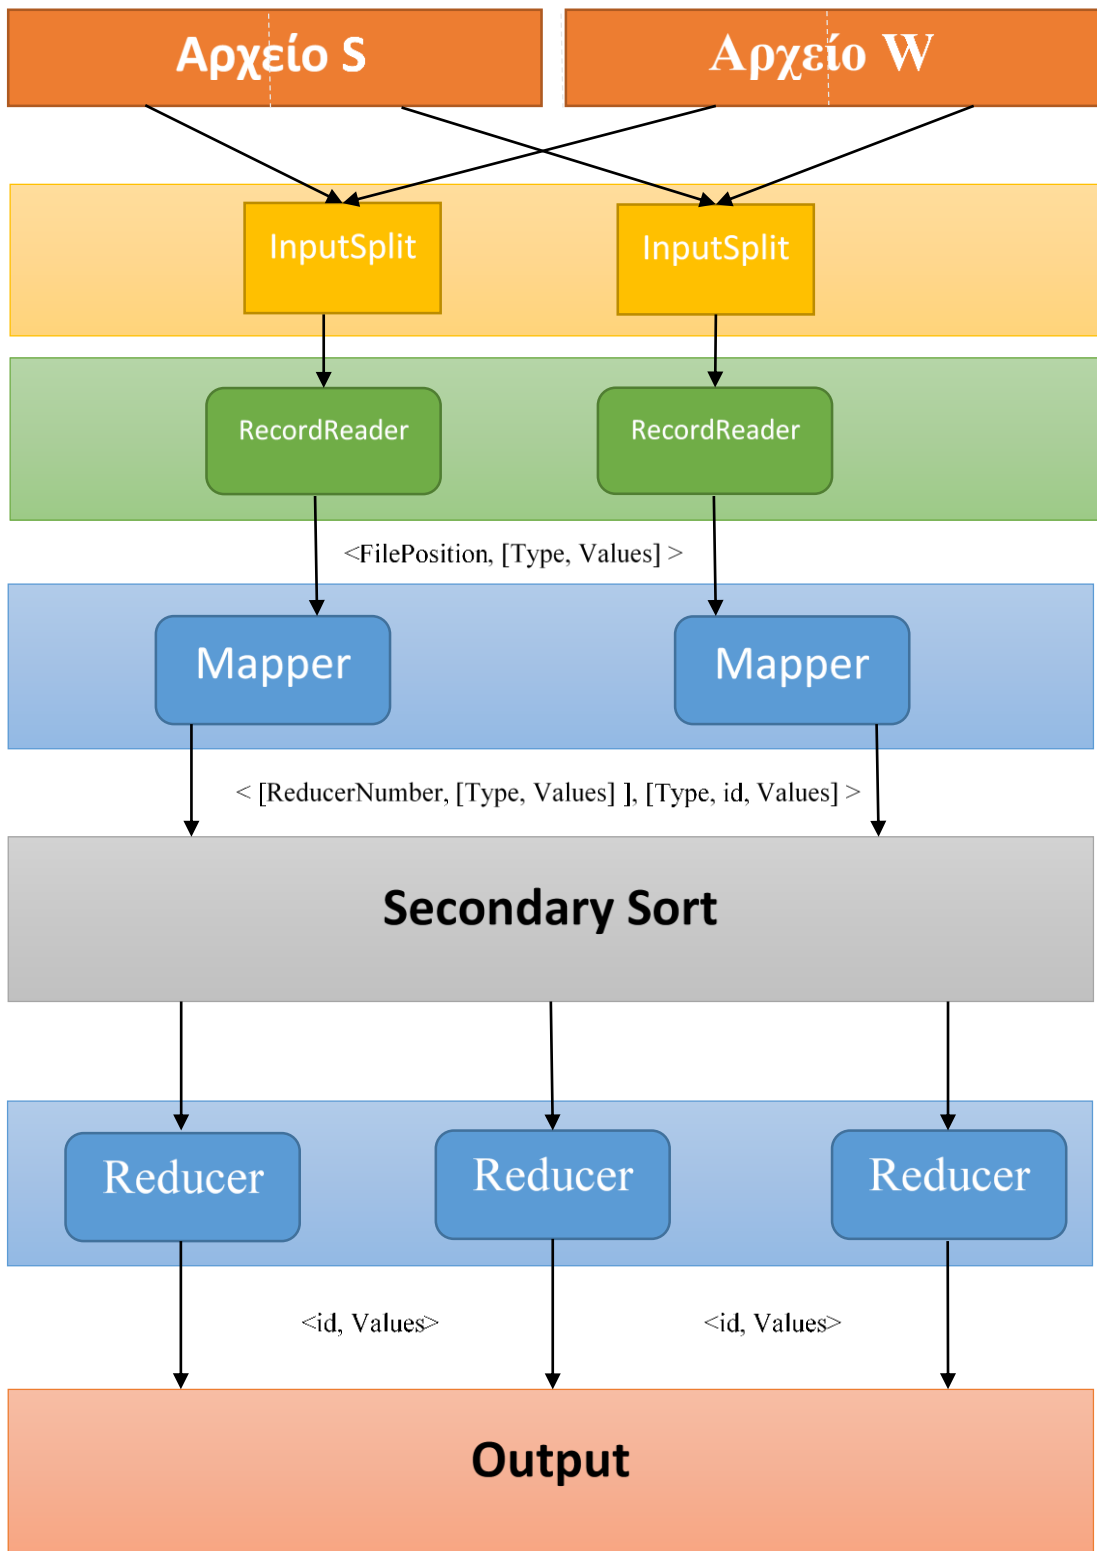 Αρχείο S
Αρχείο W
InputSplit
InputSplit
RecordReader
RecordReader
<FilePosition, [Type, Values] >
Mapper
Mapper
< [ReducerNumber, [Type, Values] ], [Type, id, Values] >
Secondary Sort
Reducer
Reducer
Reducer
<id, Values>
<id, Values>
Output